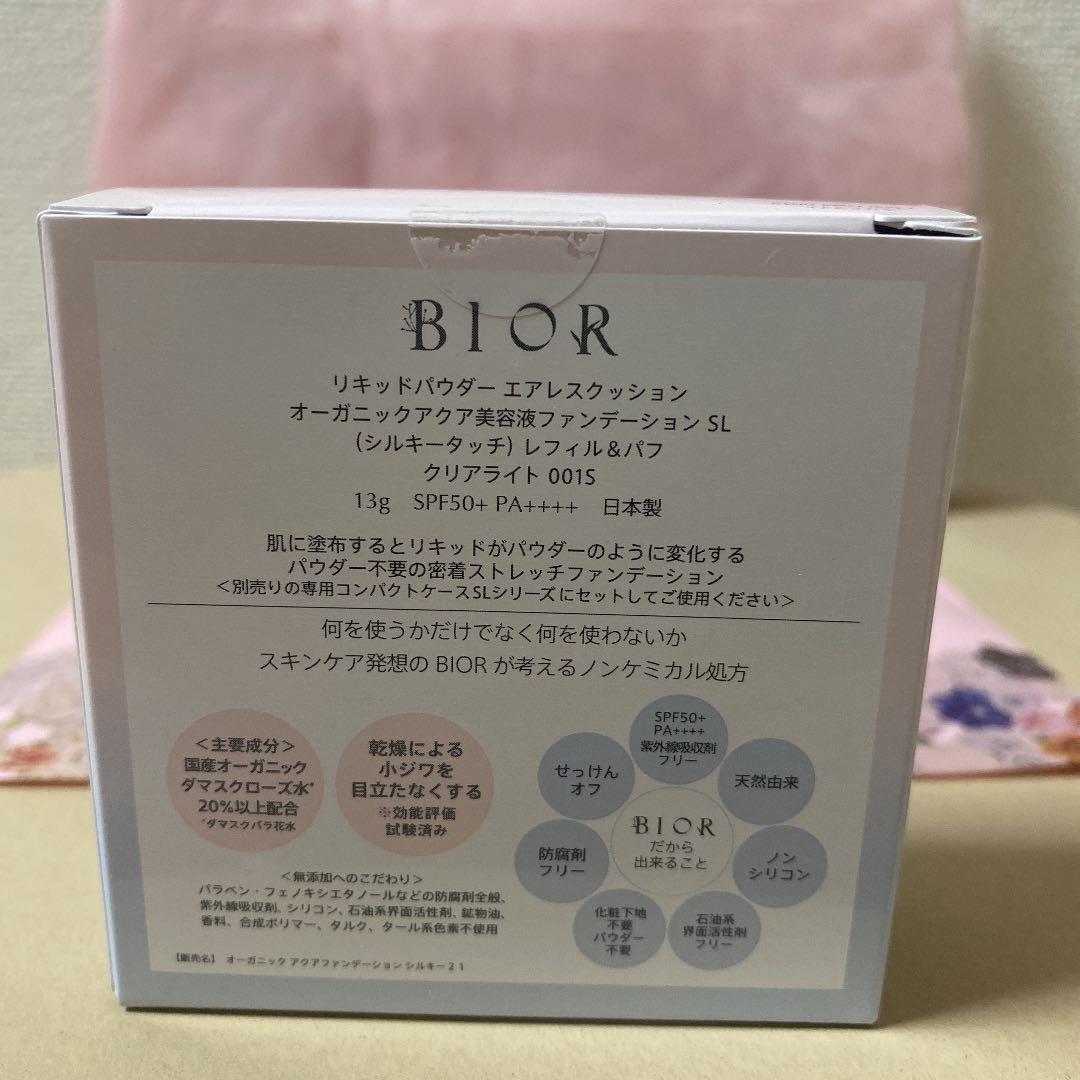 BIOR
リキッドパウダー エアレスクッション
オーガニックアクア美容液ファンデーション SL
(シルキータッチ) レフィル&パフ
クリアライト 001S
13g SPF50+ PA++++ 日本製
肌に塗布するとリキッドがパウダーのように変化する
パウダー不要の密着ストレッチファンデーション
<別売りの専用コンパクトケースSLシリーズにセットしてご使用ください>
何を使うかだけでなく何を使わないか
スキンケア発想の BIOR が考えるノンケミカル処方
<主要成分>
国産オーガニック
ダマスクローズ水*
20%以上配合
*ダマスクバラ花水
乾燥による
小ジワを
目立たなくする
※効能評価
試験済み
<無添加へのこだわり>
パラベン・フェノキシエタノールなどの防腐剤全般、
紫外線吸収剤、シリコン、石油系界面活性剤、鉱物油、
香料、合成ポリマー、タルク、タール系色素不使用
【販売名】 オーガニック アクアファンデーション シルキー21
SPF50+
PA++++
紫外線吸収剤
フリー
せっけん
オフ
天然由来
BIOR
だから
出来ること
防腐剤
フリー
ノン
シリコン
化粧下地
不要
パウダー
不要
石油系
界面活性剤
フリー